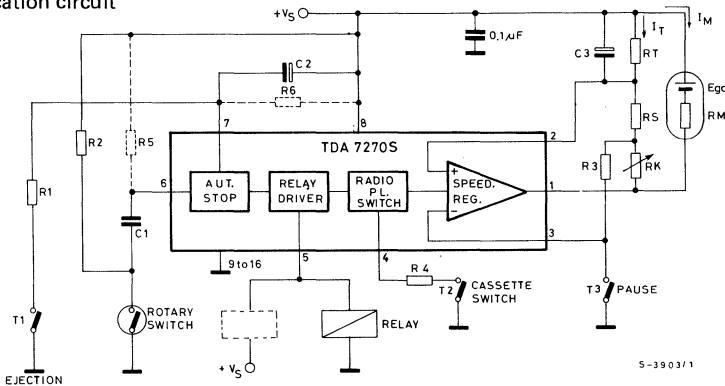 cation circuit
+VS
IT
IM
0,1µF
C3
RT
C2
R6
Eg
RM
7
8
TDA 7270S
2
RS
R2
R5
R1
6
AUT.
STOP
RELAY
DRIVER
RADIO
PL.
SWITCH
+
SPEED.
REG.
-
1
R3
RK
C1
3
9 to 16
5
4
R4
T1
ROTARY
SWITCH
T2
CASSETTE
SWITCH
T3
PAUSE
RELAY
+VS
EJECTION
S-3903/1